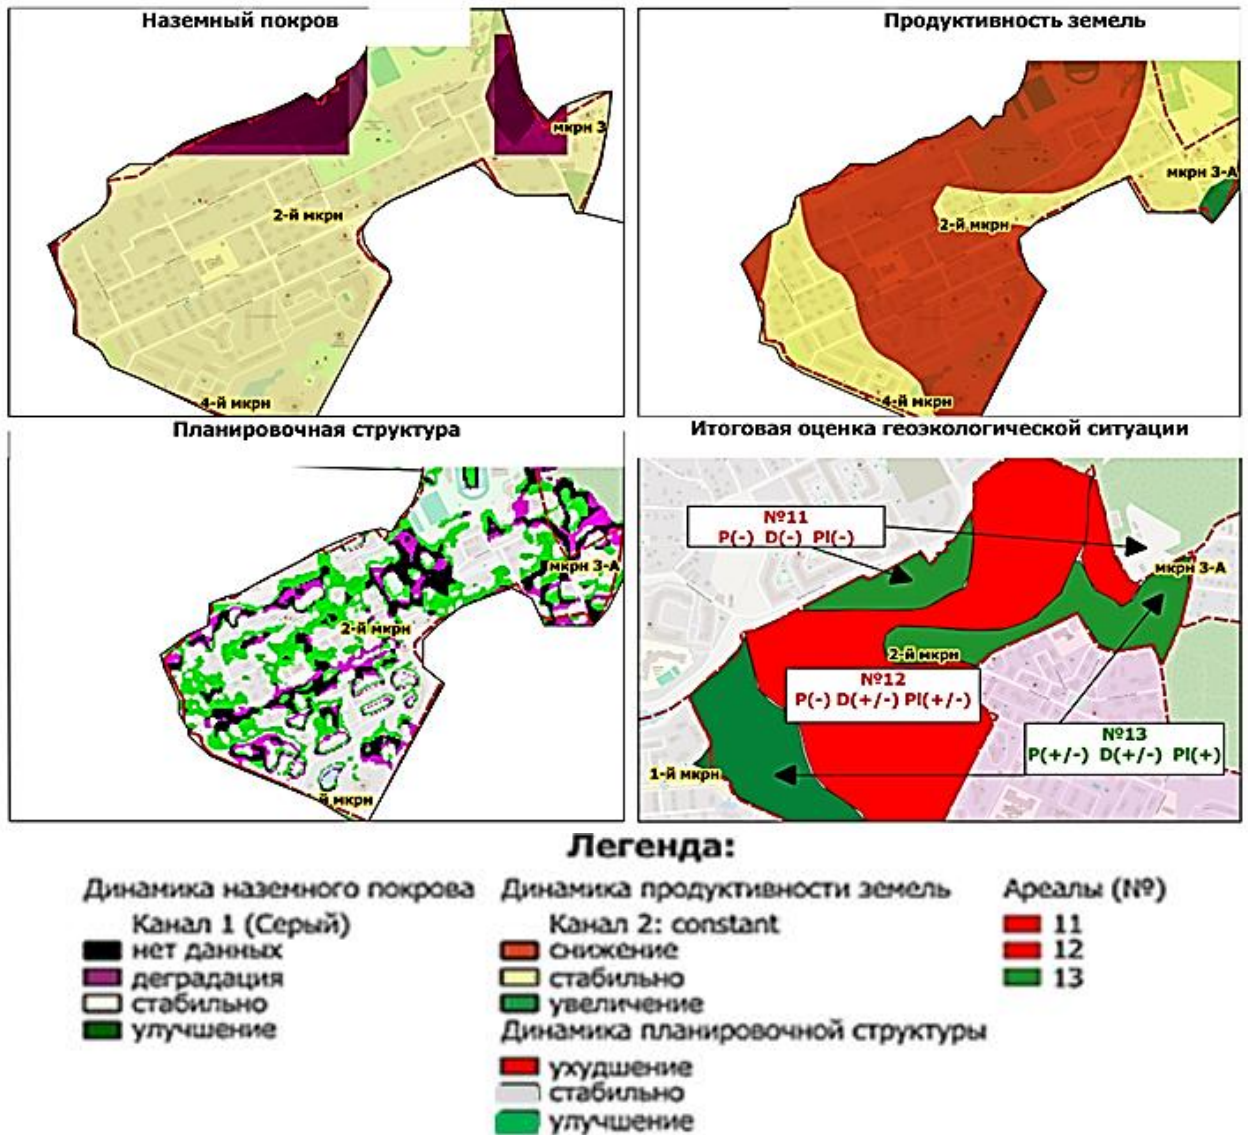 Наземный покров
Продуктивность земель
мкрн 3
2-й мкрн
4-й мкрн
мкрн 3-А
2-й мкрн
4-й мкрн
Планировочная структура
Итоговая оценка геоэкологической ситуации
мкрн 3-А
2-й мкрн
й мкрн
№11
P(-) D(-) Pl(-)
мкрн 3-А
2-й мкрн
№12
P(-) D(+/-) Pl(+/-)
№13
P(+/-) D(+/-) Pl(+)
1-й мкрн
Легенда:
Динамика наземного покрова
Канал 1 (Серый)
нет данных
деградация
стабильно
улучшение
Динамика продуктивности земель
Канал 2: constant
снижение
стабильно
увеличение
Динамика планировочной структуры
ухудшение
стабильно
улучшение
Ареалы (№)
11
12
13